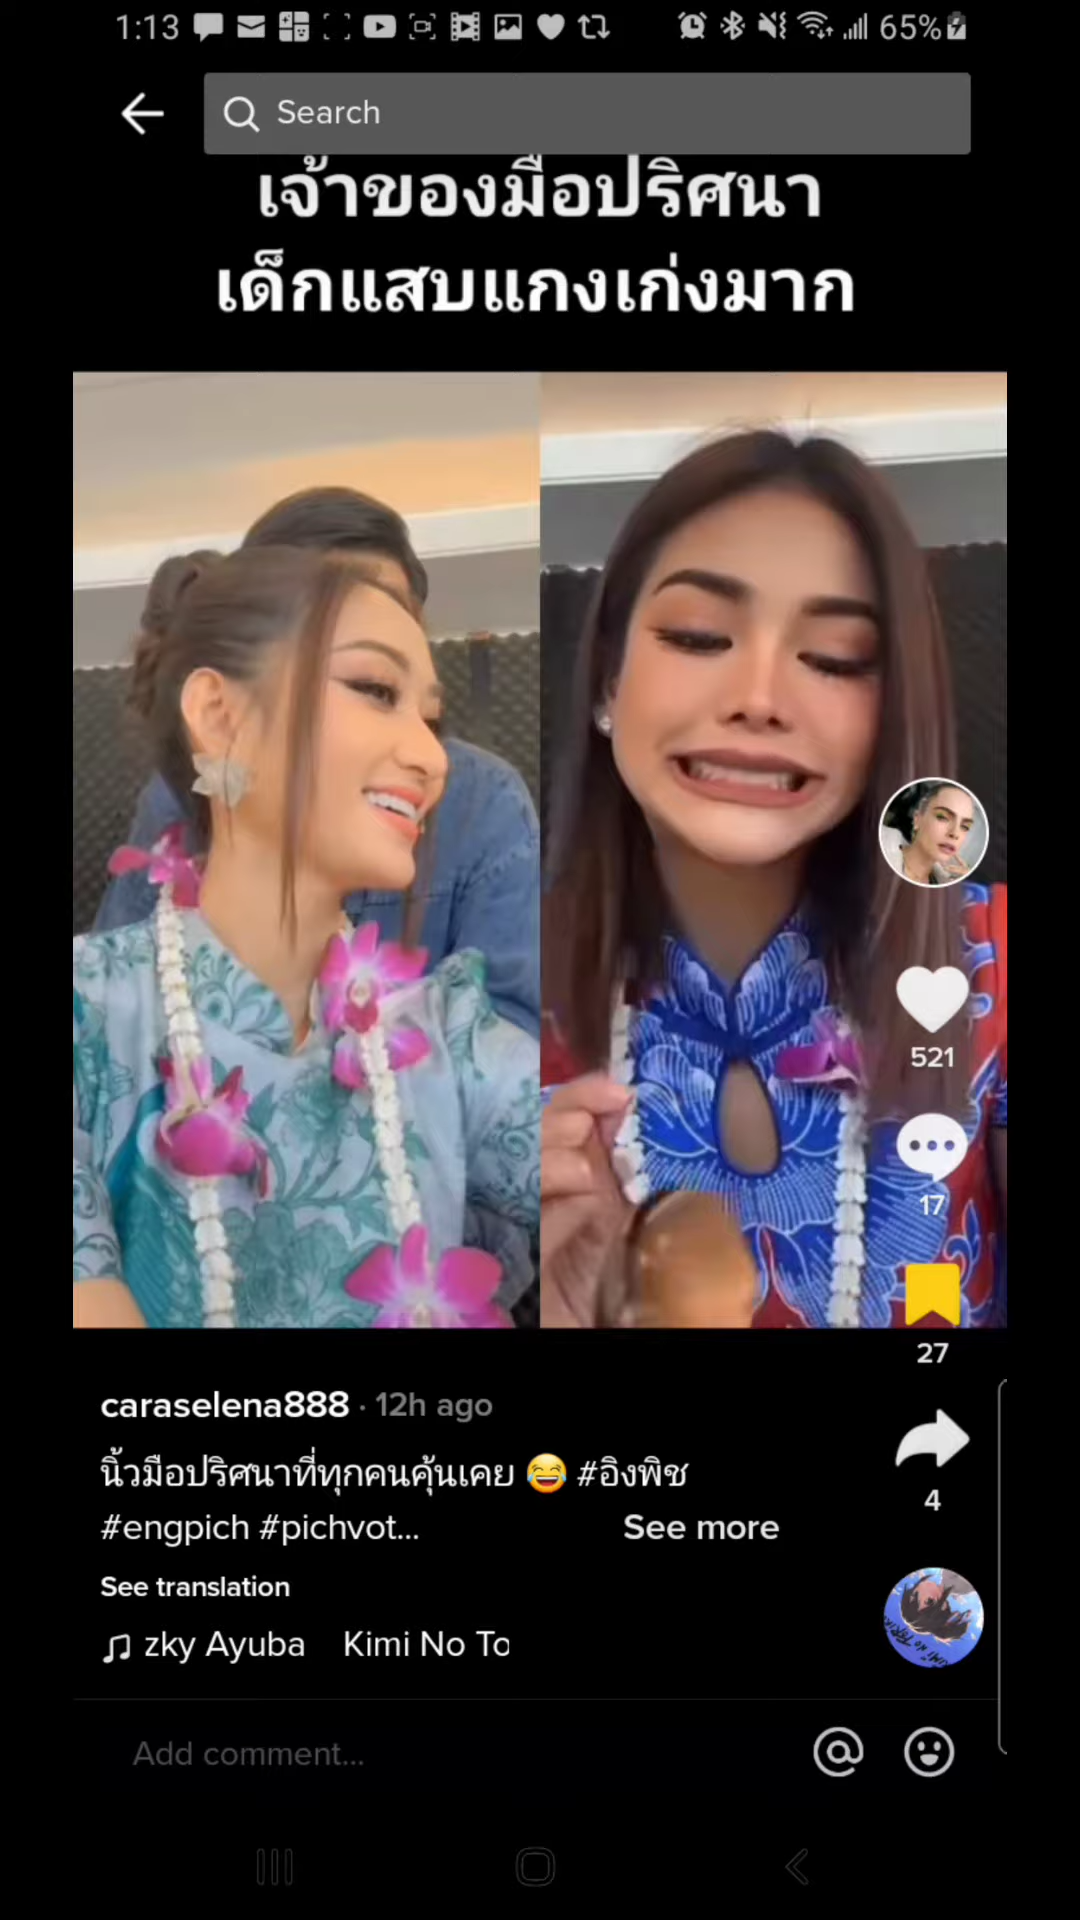 1:13
65%
Search
เจ้าของมือปริศนา
เด็กแสบแกงเก่งมาก
521
17
27
caraselena888 · 12h ago
นิ้วมือปริศนาที่ทุกคนคุ้นเคย 😂 #อิงพิช
#engpich #pichvot... See more
4
See translation
zky Ayuba Kimi No To
Add comment...